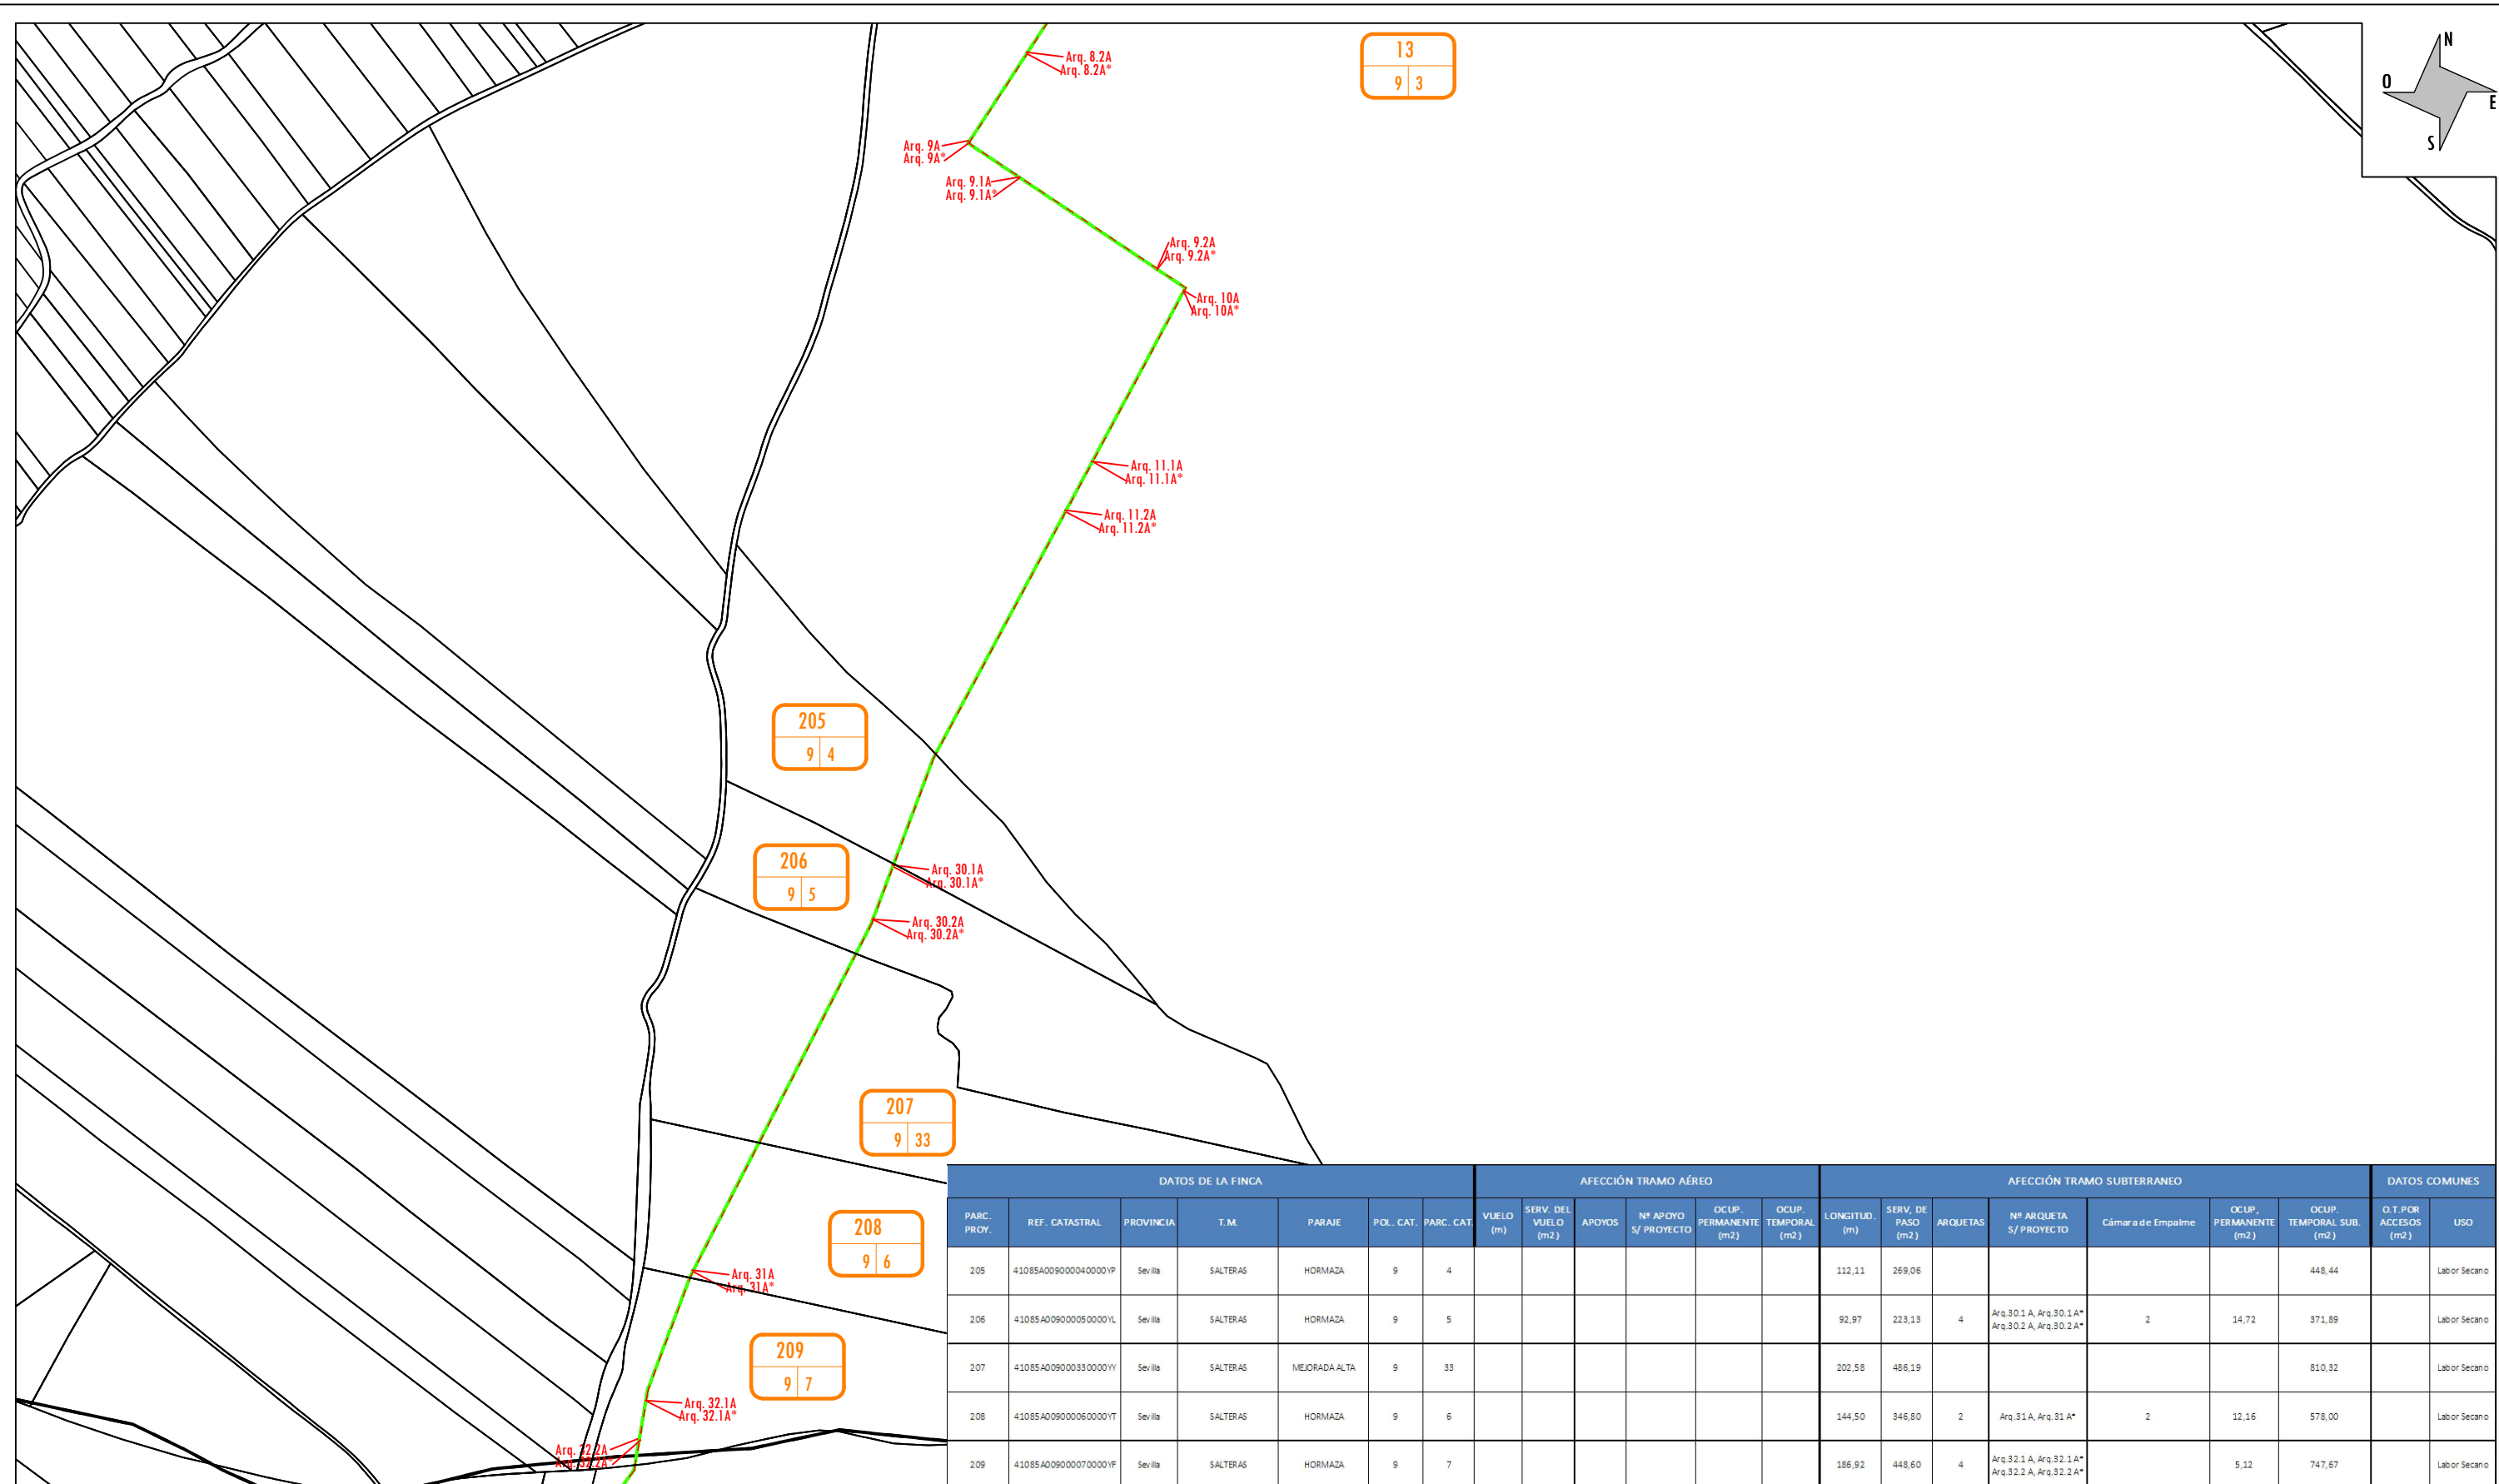 N
O
E
S
13
9 3
Arq. 8.2A
Arq. 8.2A*
Arq. 9A
Arq. 9A*
Arq. 9.1A
Arq. 9.1A*
Arq. 9.2A
Arq. 9.2A*
Arq. 10A
Arq. 10A*
Arq. 11.1A
Arq. 11.1A*
Arq. 11.2A
Arq. 11.2A*
205
9 4
206
9 5
Arq. 30.1A
Arq. 30.1A*
Arq. 30.2A
Arq. 30.2A*
207
9 33
208
9 6
Arq. 31A
Arq. 31A*
209
9 7
Arq. 32.1A
Arq. 32.1A*
Arq. 32.2A
Arq. 32.2A*
DATOS DE LA FINCA AFECCIÓN TRAMO AÉREO AFECCIÓN TRAMO SUBTERRANEO DATOS COMUNES
PARC. PROY. REF. CATASTRAL PROVINCIA T.M. PARAJE POL. CAT. PARC. CAT. VUELO (m) SERV. DEL VUELO (m2) APOYOS Nº APOYO S/ PROYECTO OCUP. PERMANENTE (m2) OCUP. TEMPORAL (m2) LONGITUD. (m) SERV, DE PASO (m2) ARQUETAS Nº ARQUETA S/ PROYECTO Cámara de Empalme OCUP, PERMANENTE (m2) OCUP. TEMPORAL SUB. (m2) O.T.POR ACCESOS (m2) USO
205 41085A009000040000YP Sevilla SALTERAS HORMAZA 9 4 112,11 269,06 448,44 Labor Secano
206 41085A009000050000YL Sevilla SALTERAS HORMAZA 9 5 92,97 223,13 4 Arq.30.1 A, Arq.30.1 A* Arq.30.2 A, Arq.30.2 A* 2 14,72 371,89 Labor Secano
207 41085A009000330000YY Sevilla SALTERAS MEJORADA ALTA 9 33 202,58 486,19 810,32 Labor Secano
208 41085A009000060000YT Sevilla SALTERAS HORMAZA 9 6 144,50 346,80 2 Arq.31 A, Arq.31 A* 2 12,16 578,00 Labor Secano
209 41085A009000070000YF Sevilla SALTERAS HORMAZA 9 7 186,92 448,60 4 Arq.32.1 A, Arq.32.1 A* Arq.32.2 A, Arq.32.2 A* 5,12 747,67 Labor Secano